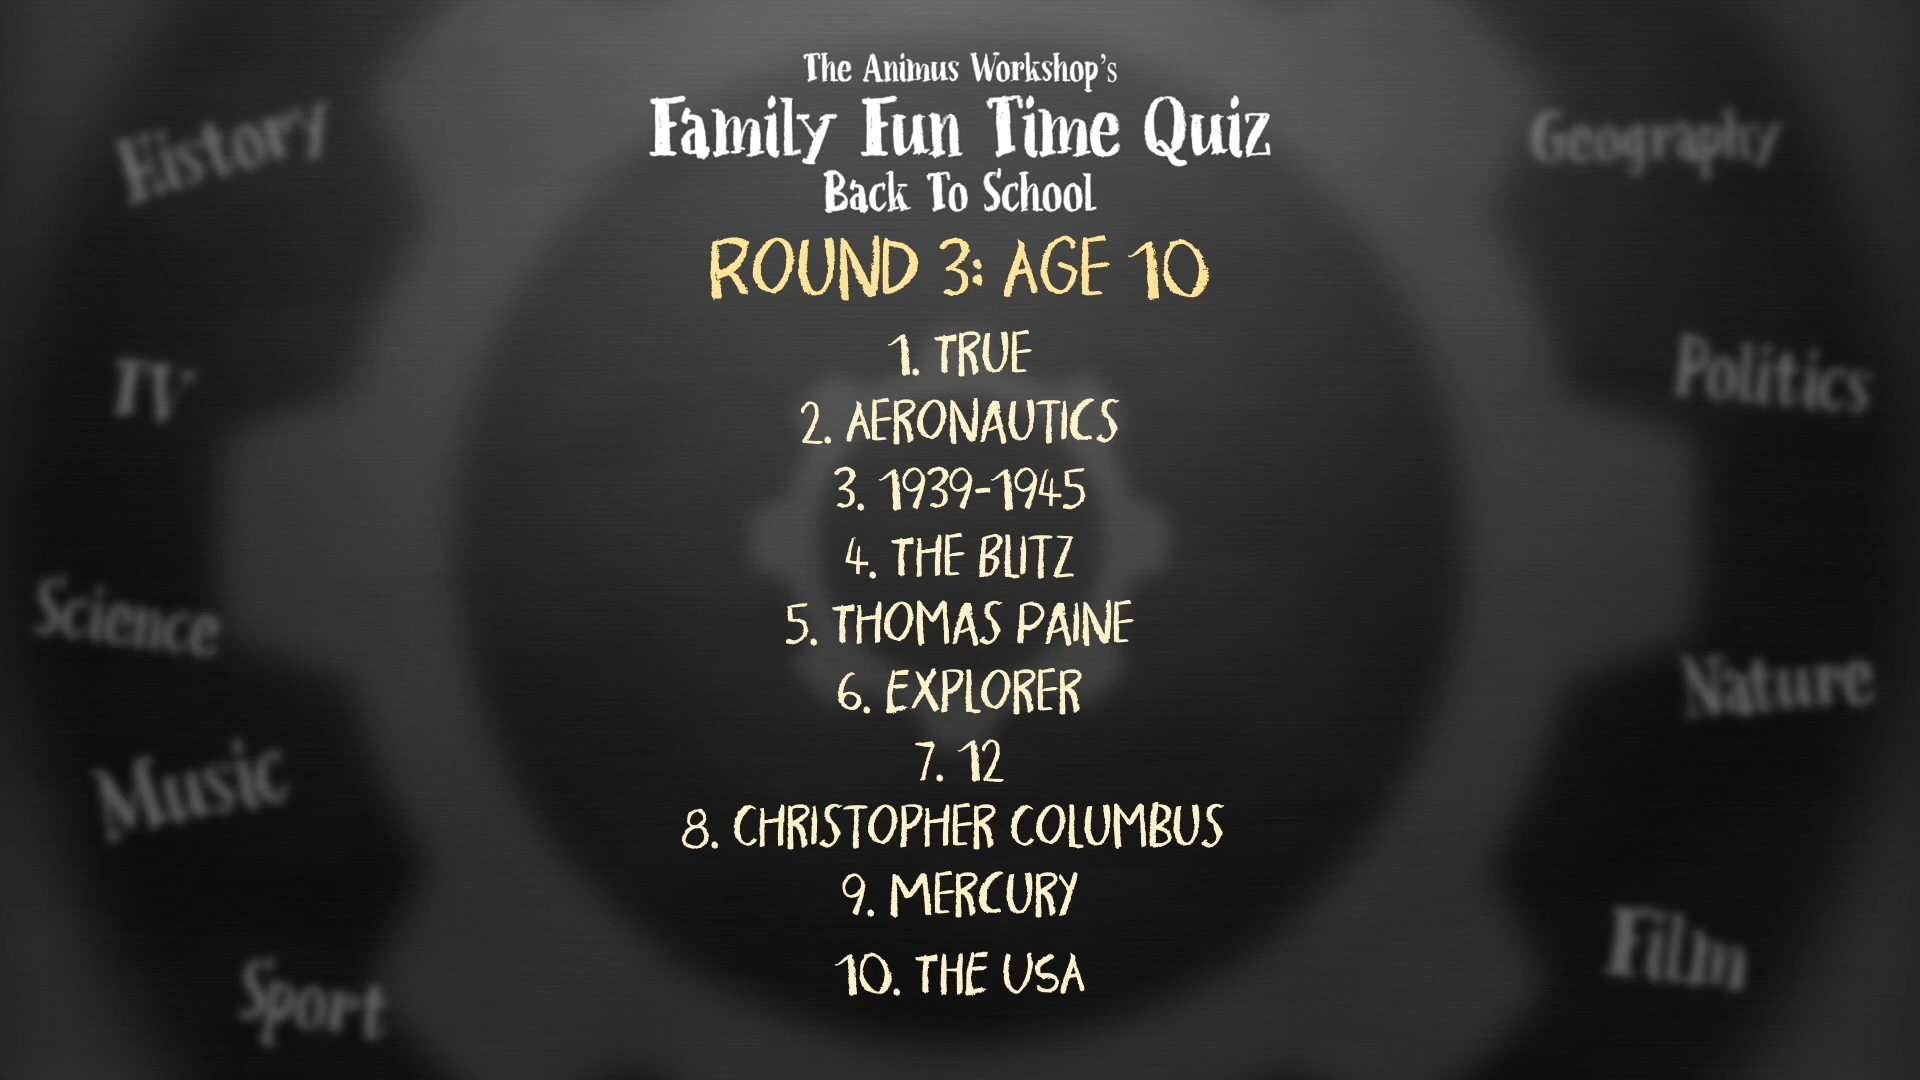 The Animus Workshop's
Family Fun Time Quiz
Back To School
ROUND 3: AGE 10
1. TRUE
2. AERONAUTICS
3. 1939-1945
4. THE BLITZ
5. THOMAS PAINE
6. EXPLORER
7. 12
8. CHRISTOPHER COLUMBUS
9. MERCURY
10. THE USA
History
TV
Science
Music
Sport
Geography
Politics
Nature
Film